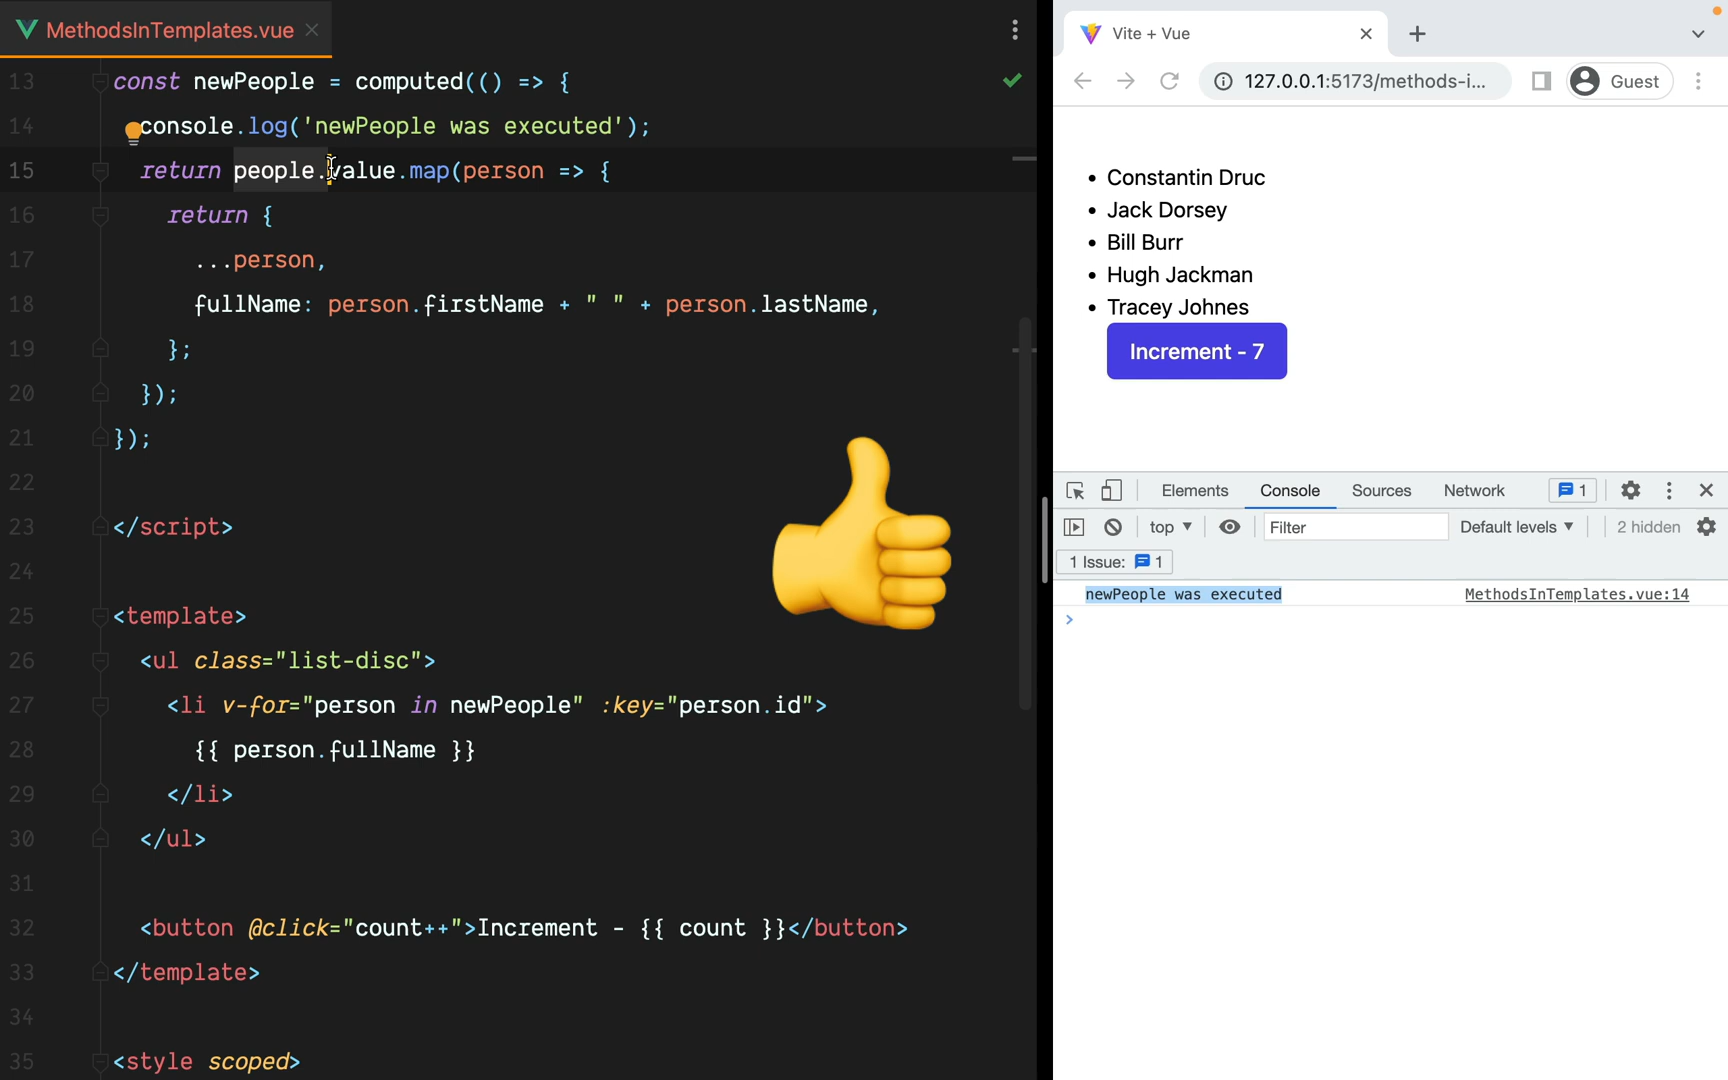 MethodsInTemplates.vue
13 const newPeople = computed(() => {
14 console.log('newPeople was executed');
15 return people.value.map(person => {
16 return {
17 ...person,
18 fullName: person.firstName + " " + person.lastName,
19 };
20 });
21 });
22
23 </script>
24
25 <template>
26 <ul class="list-disc">
27 <li v-for="person in newPeople" :key="person.id">
28 {{ person.fullName }}
29 </li>
30 </ul>
31
32 <button @click="count++">Increment - {{ count }}</button>
33 </template>
34
35 <style scoped>
Vite + Vue
127.0.0.1:5173/methods-i...
Guest
• Constantin Druc
• Jack Dorsey
• Bill Burr
• Hugh Jackman
• Tracey Johnes
Increment - 7
Elements Console Sources Network 1
top Filter Default levels 2 hidden
1 Issue: 1
newPeople was executed MethodsInTemplates.vue:14
>